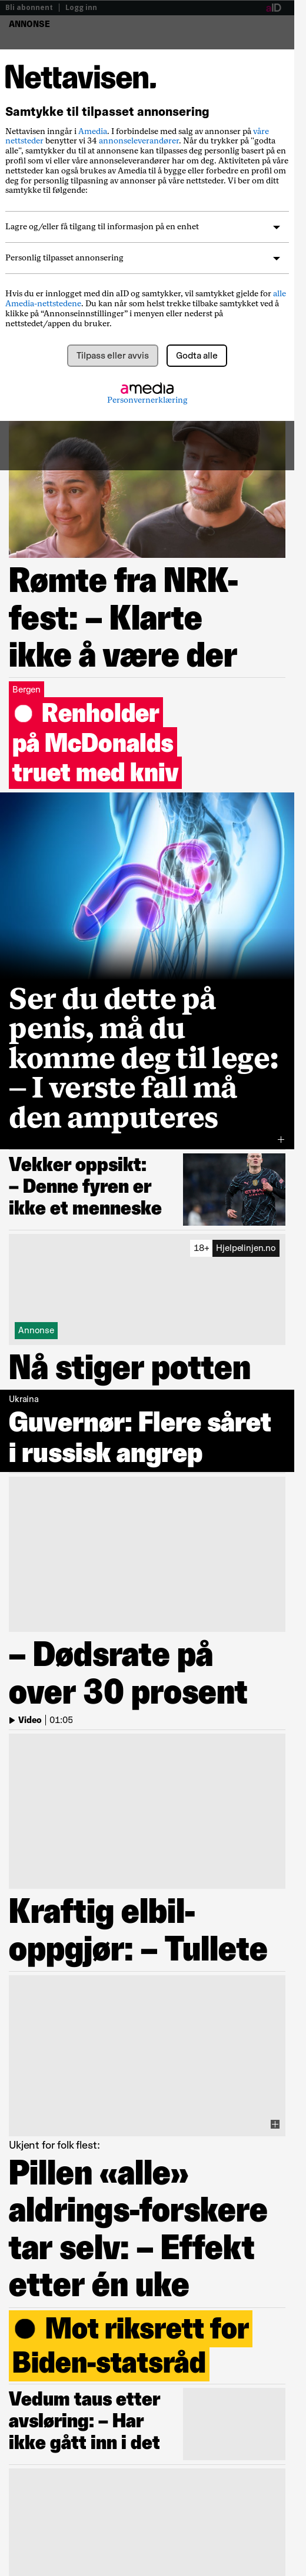 Bli abonnent | Logg inn
aID
ANNONSE
Nettavisen.
Samtykke til tilpasset annonsering
Nettavisen inngår i Amedia. I forbindelse med salg av annonser på våre
nettsteder benytter vi 34 annonseleverandører. Når du trykker på "godta
alle", samtykker du til at annonsene kan tilpasses deg personlig basert på en
profil som vi eller våre annonseleverandører har om deg. Aktiviteten på våre
nettsteder kan også brukes av Amedia til å bygge eller forbedre en profil om
deg for personlig tilpasning av annonser på våre nettsteder. Vi ber om ditt
samtykke til følgende:
Lagre og/eller få tilgang til informasjon på en enhet
Personlig tilpasset annonsering
Hvis du er innlogget med din aID og samtykker, vil samtykket gjelde for alle
Amedia-nettstedene. Du kan når som helst trekke tilbake samtykket ved å
klikke på “Annonseinnstillinger” i menyen eller nederst på
nettstedet/appen du bruker.
Tilpass eller avvis
Godta alle
amedia
Personvernerklæring
Rømte fra NRK-
fest: – Klarte
ikke å være der
Bergen
Renholder
på McDonalds
truet med kniv
Ser du dette på
penis, må du
komme deg til lege:
– I verste fall må
den amputeres
Vekker oppsikt:
– Denne fyren er
ikke et menneske
18+ Hjelpelinjen.no
Annonse
Nå stiger potten
Ukraina
Guvernør: Flere såret
i russisk angrep
– Dødsrate på
over 30 prosent
Video | 01:05
Kraftig elbil-
oppgjør: – Tullete
Ukjent for folk flest:
Pillen «alle»
aldrings-forskere
tar selv: – Effekt
etter én uke
Mot riksrett for
Biden-statsråd
Vedum taus etter
avsløring: – Har
ikke gått inn i det